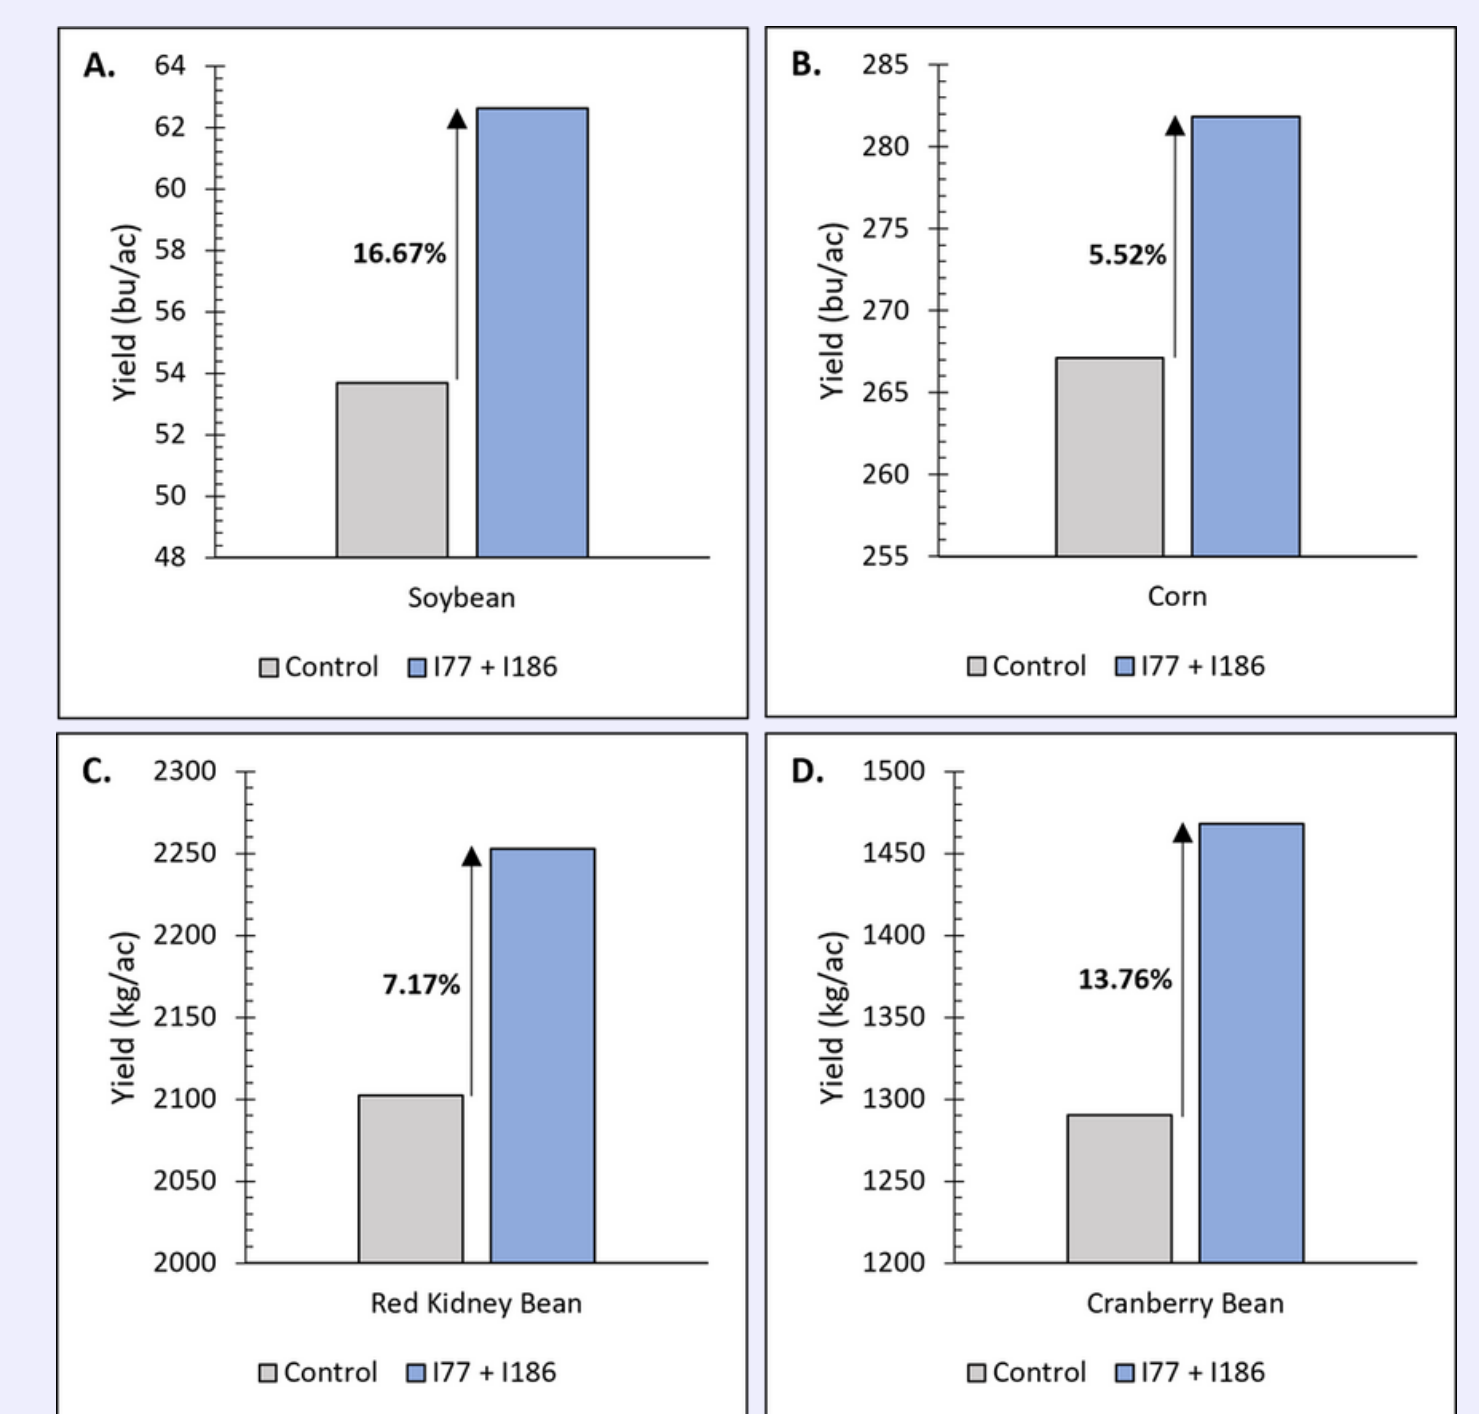 A.
64
62
60
58
56
54
52
50
48
Yield (bu/ac)
16.67%
Soybean
Control I77 + I186
B.
285
280
275
270
265
260
255
Yield (bu/ac)
5.52%
Corn
Control I77 + I186
C.
2300
2250
2200
2150
2100
2050
2000
Yield (kg/ac)
7.17%
Red Kidney Bean
Control I77 + I186
D.
1500
1450
1400
1350
1300
1250
1200
Yield (kg/ac)
13.76%
Cranberry Bean
Control I77 + I186